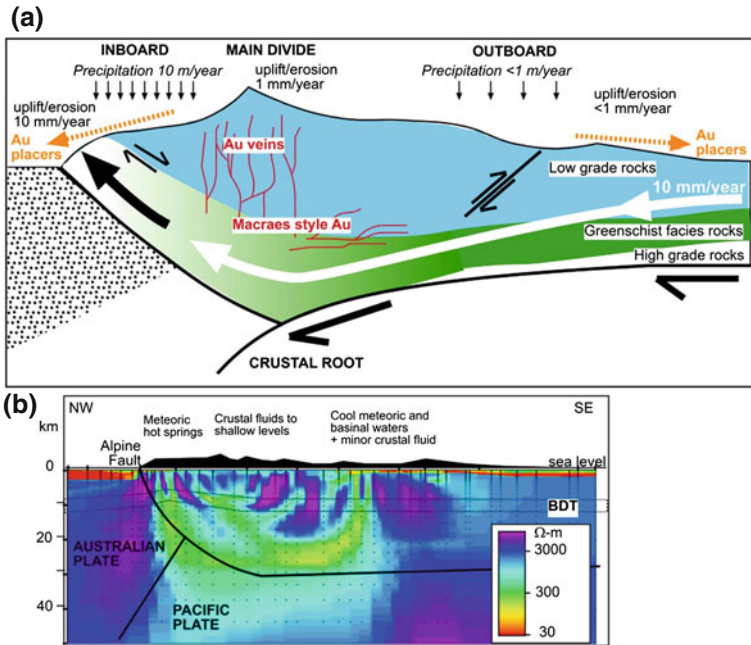 (a)
INBOARD
MAIN DIVIDE
OUTBOARD
Precipitation 10 m/year
uplift/erosion
1 mm/year
Precipitation <1 m/year
uplift/erosion
10 mm/year
uplift/erosion
<1 mm/year
Au
placers
Au
placers
Au veins
Low grade rocks
10 mm/year
Macraes style Au
Greenschist facies rocks
High grade rocks
CRUSTAL ROOT
(b)
NW
SE
km
Meteoric
hot springs
Crustal fluids to
shallow levels
Cool meteoric and
basinal waters
+ minor crustal fluid
Alpine
Fault
sea level
0
BDT
20
40
AUSTRALIAN
PLATE
PACIFIC
PLATE
Ω-m
3000
300
30